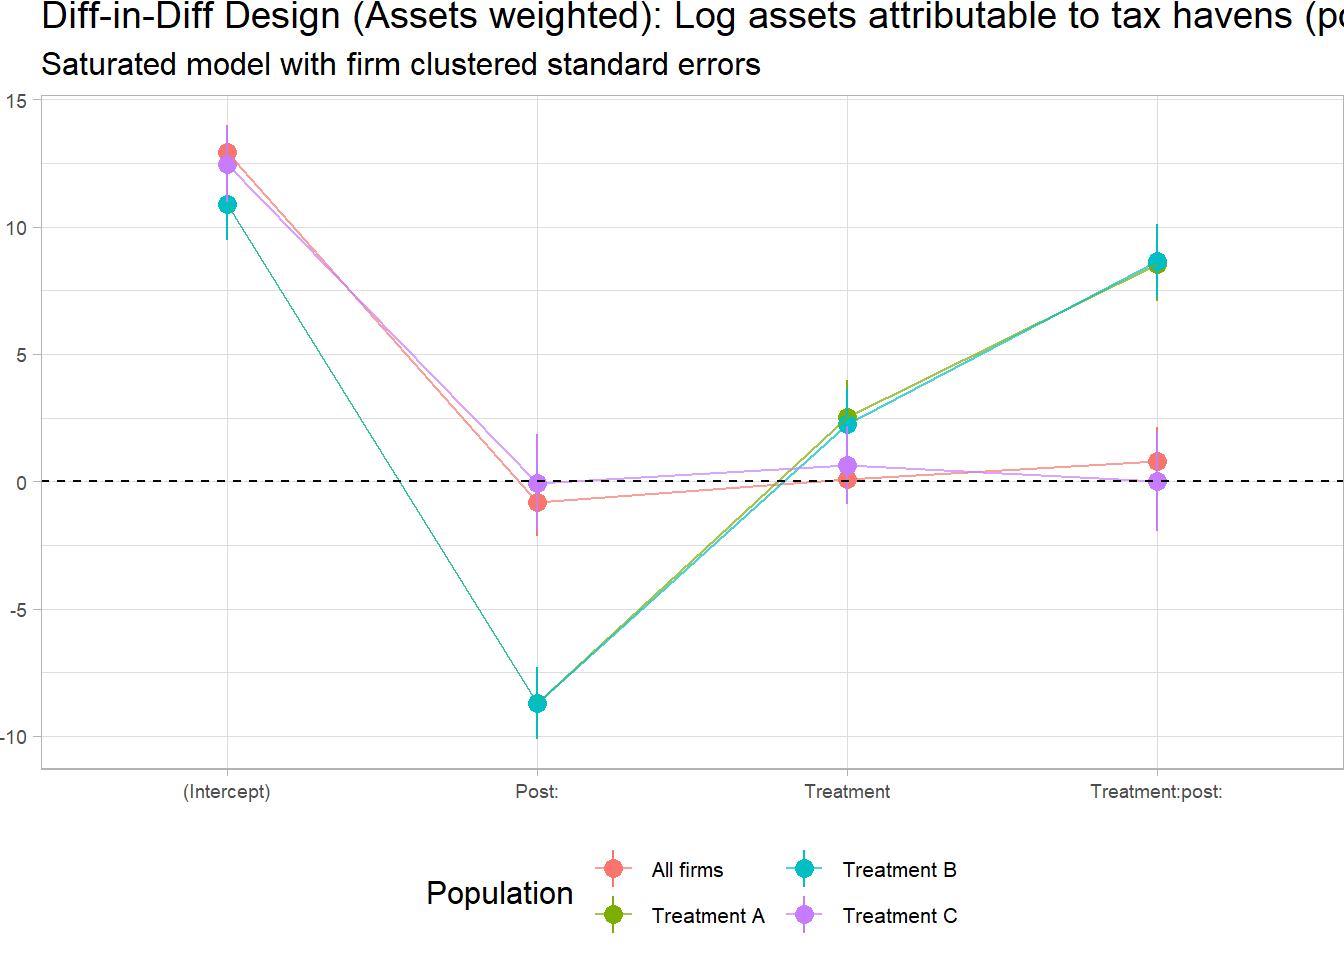 Diff-in-Diff Design (Assets weighted): Log assets attributable to tax havens (po
Saturated model with firm clustered standard errors
15
10
5
0
-5
-10
(Intercept) Post: Treatment Treatment:post:
Population
All firms Treatment B
Treatment A Treatment C